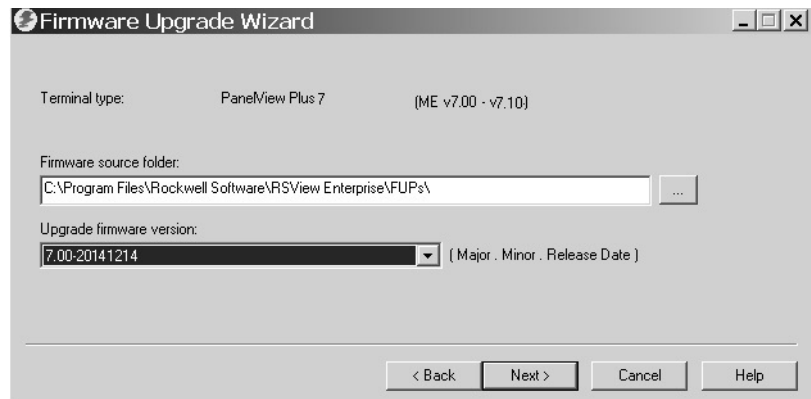 Firmware Upgrade Wizard
Terminal type: PanelView Plus 7 (ME v7.00 - v7.10)
Firmware source folder:
C:\Program Files\Rockwell Software\RSView Enterprise\FUPs\ ...
Upgrade firmware version:
7.00-20141214 ( Major . Minor . Release Date )
< Back Next > Cancel Help